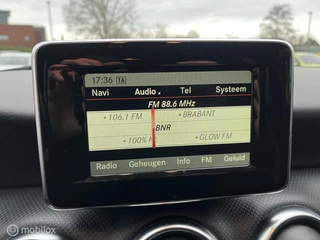 17:36 TA
Navi Audio Tel Systeem
FM 88.6 MHz
• 106.1 FM • BRABANT
BNR
• 100% • GLOW FM
Radio Geheugen Info FM Geluid
Marktplaats